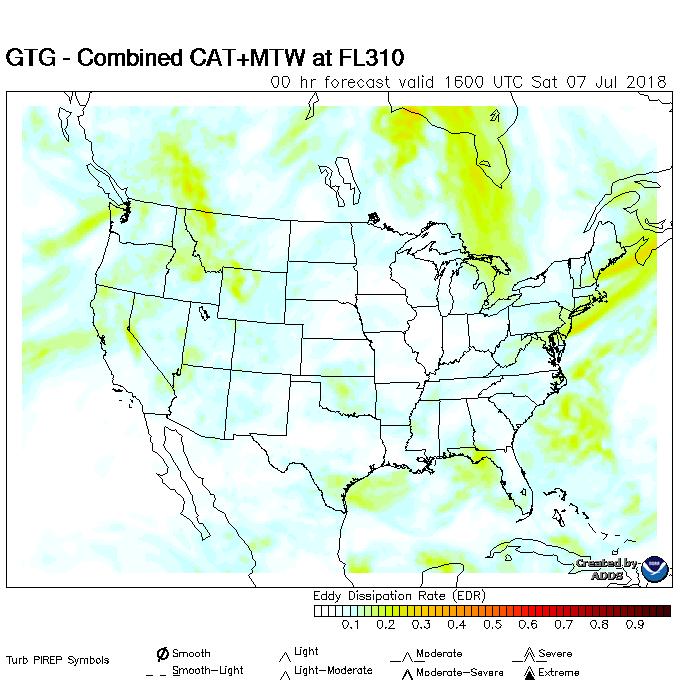 GTG - Combined CAT+MTW at FL310
00 hr forecast valid 1600 UTC Sat 07 Jul 2018
Created by
ADDS
Eddy Dissipation Rate (EDR)
0.1 0.2 0.3 0.4 0.5 0.6 0.7 0.8 0.9
Turb PIREP Symbols
Smooth Light Moderate Severe
Smooth-Light Light-Moderate Moderate-Severe Extreme